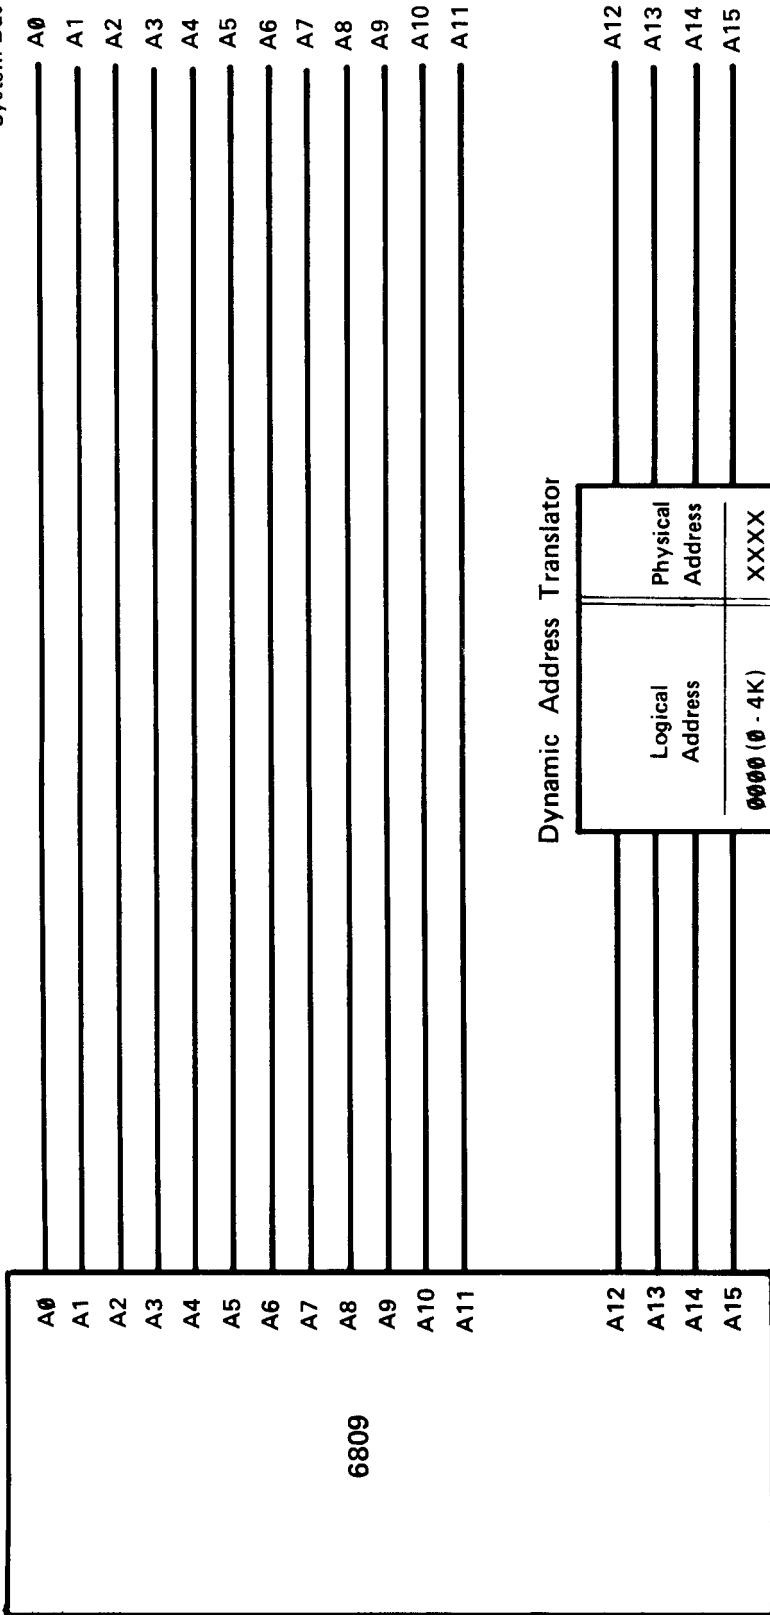 A0
A1
A2
A3
A4
A5
A6
A7
A8
A9
A10
A11
A12
A13
A14
A15
6809
A0
A1
A2
A3
A4
A5
A6
A7
A8
A9
A10
A11
A12
A13
A14
A15
Dynamic Address Translator
Logical
Address
Physical
Address
0000 (0 - 4K)
XXXX